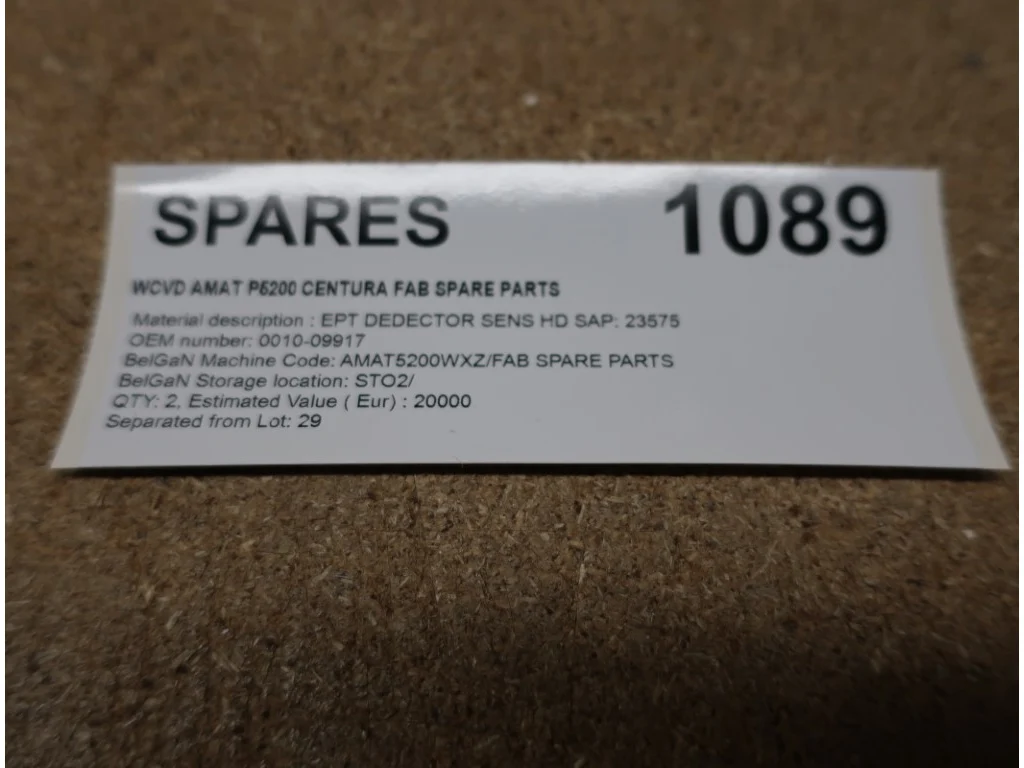 SPARES 1089
WCVD AMAT P5200 CENTURA FAB SPARE PARTS
Material description : EPT DEDECTOR SENS HD SAP: 23575
OEM number: 0010-09917
BelGaN Machine Code: AMAT5200WXZ/FAB SPARE PARTS
BelGaN Storage location: STO2/
QTY: 2, Estimated Value ( Eur) : 20000
Separated from Lot: 29